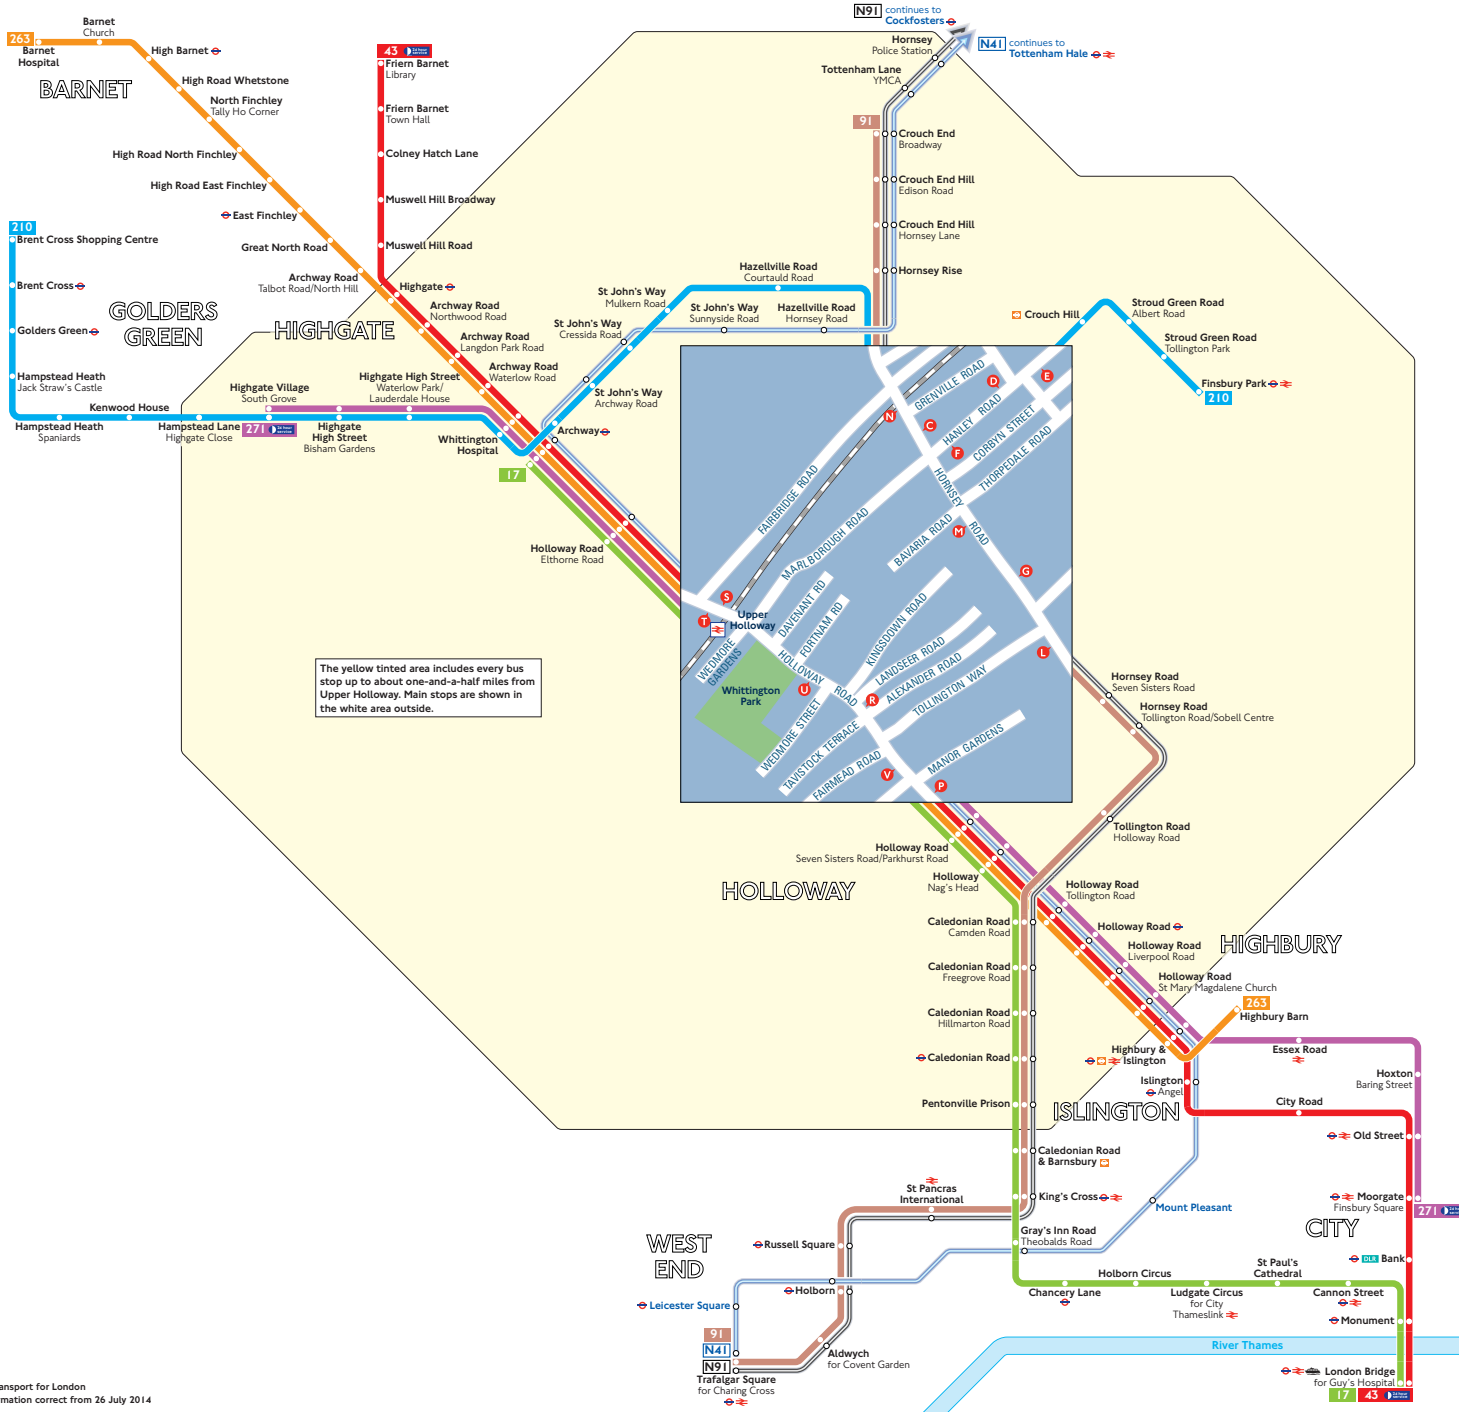 N91 continues to
Cockfosters
N41 continues to
Tottenham Hale
Hornsey
Police Station
Tottenham Lane
YMCA
263
Barnet
Hospital
Barnet
Church
High Barnet
BARNET
High Road Whetstone
North Finchley
Tally Ho Corner
High Road North Finchley
High Road East Finchley
East Finchley
Great North Road
Archway Road
Talbot Road/North Hill
43
Friern Barnet
Library
Friern Barnet
Town Hall
Colney Hatch Lane
Muswell Hill Broadway
Muswell Hill Road
Highgate
Archway Road
Northwood Road
Archway Road
Langdon Park Road
Archway Road
Waterlow Road
91
Crouch End
Broadway
Crouch End Hill
Edison Road
Crouch End Hill
Hornsey Lane
Hornsey Rise
210
Brent Cross Shopping Centre
Brent Cross
Golders Green
GOLDERS
GREEN
HIGHGATE
Hampstead Heath
Jack Straw's Castle
Hampstead Heath
Spaniards
Kenwood House
Hampstead Lane
Highgate Close
Highgate Village
South Grove
271
Highgate
High Street
Bisham Gardens
Highgate High Street
Waterlow Park/
Lauderdale House
Whittington
Hospital
17
Archway
St John's Way
Archway Road
St John's Way
Cressida Road
St John's Way
Mulkern Road
St John's Way
Sunnyside Road
Hazellville Road
Courtauld Road
Hazellville Road
Hornsey Road
Crouch Hill
Stroud Green Road
Albert Road
Stroud Green Road
Tollington Park
Finsbury Park
210
Holloway Road
Elthorne Road
The yellow tinted area includes every bus
stop up to about one-and-a-half miles from
Upper Holloway. Main stops are shown in
the white area outside.
GRENVILLE ROAD
HANLEY ROAD
CORBYN STREET
THORPEDALE ROAD
HORNSEY ROAD
FAIRBRIDGE ROAD
MARLBOROUGH ROAD
BAVARIA ROAD
DAVENANT RD
FORTNAM RD
KINGSDOWN ROAD
LANDSEER ROAD
ALEXANDER ROAD
TOLLINGTON WAY
MANOR GARDENS
HOLLOWAY ROAD
WEDMORE GARDENS
WEDMORE STREET
TAVISTOCK TERRACE
FAIRMEAD ROAD
Upper
Holloway
Whittington
Park
D
E
N
C
F
M
G
L
S
T
U
R
V
P
Hornsey Road
Seven Sisters Road
Hornsey Road
Tollington Road/Sobell Centre
Tollington Road
Holloway Road
Holloway Road
Seven Sisters Road/Parkhurst Road
Holloway
Nag's Head
HOLLOWAY
Holloway Road
Tollington Road
Holloway Road
Holloway Road
Liverpool Road
Holloway Road
St Mary Magdalene Church
HIGHBURY
263
Highbury Barn
Highbury &
Islington
Caledonian Road
Camden Road
Caledonian Road
Freegrove Road
Caledonian Road
Hillmarton Road
Caledonian Road
Pentonville Prison
Caledonian Road
& Barnsbury
King's Cross
Islington
Angel
ISLINGTON
Essex Road
Hoxton
Baring Street
City Road
Old Street
Moorgate
Finsbury Square
271
CITY
DLR Bank
St Pancras
International
Gray's Inn Road
Theobalds Road
Mount Pleasant
WEST
END
Russell Square
Holborn
Leicester Square
91
N41
N91
Trafalgar Square
for Charing Cross
Aldwych
for Covent Garden
Chancery Lane
Holborn Circus
Ludgate Circus
for City
Thameslink
St Paul's
Cathedral
Cannon Street
Monument
River Thames
London Bridge
for Guy's Hospital
17
43
ansport for London
rmation correct from 26 July 2014